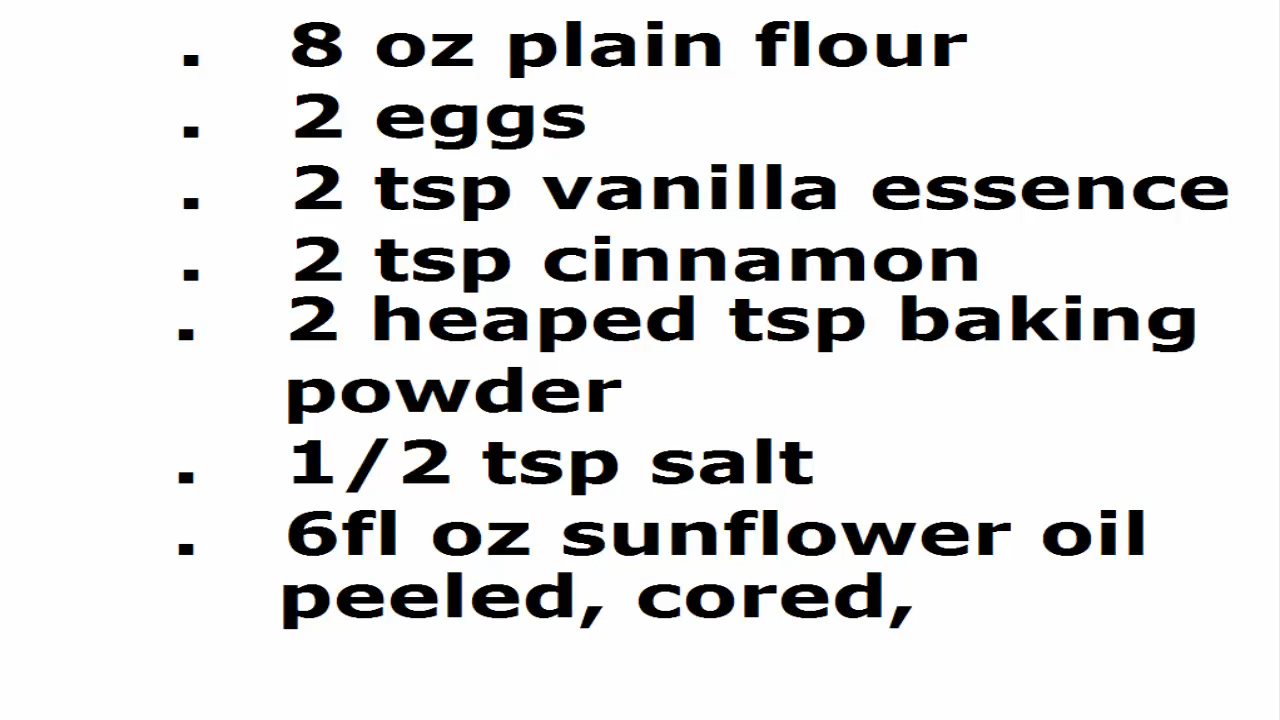 . 8 oz plain flour
. 2 eggs
. 2 tsp vanilla essence
. 2 tsp cinnamon
. 2 heaped tsp baking
powder
. 1/2 tsp salt
. 6fl oz sunflower oil
peeled, cored,